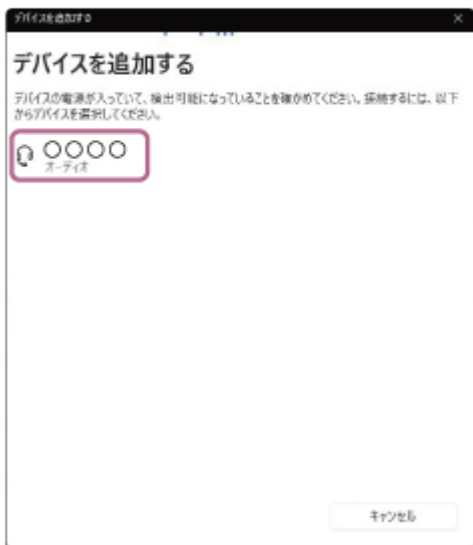 デバイスを追加する
デバイスを追加する
デバイスの電源が入っていて、検出可能になっていることを確かめてください。接続するには、以下
からデバイスを選択してください。
〇〇〇〇
オーディオ
キャンセル